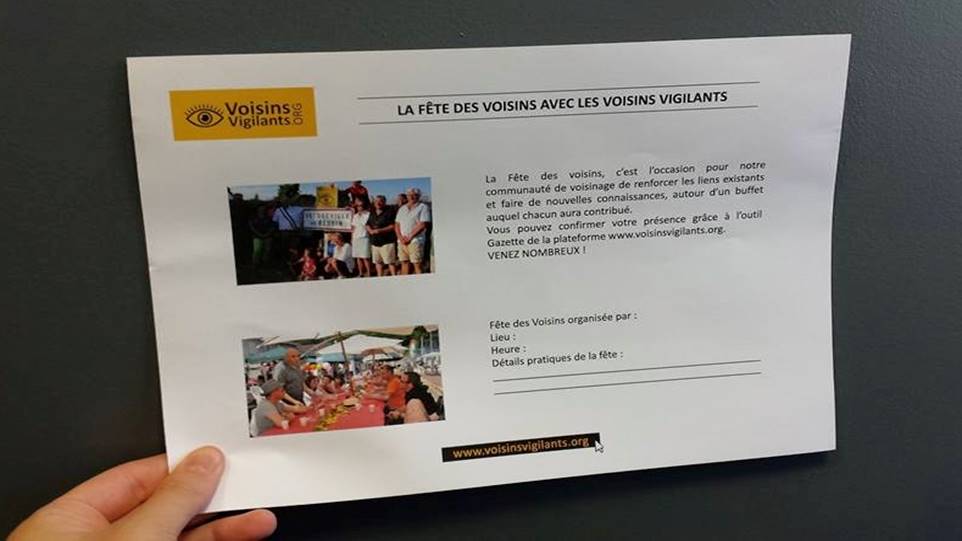 Voisins
Vigilants.ORG
LA FÊTE DES VOISINS AVEC LES VOISINS VIGILANTS
La Fête des voisins, c'est l'occasion pour notre
communauté de voisinage de renforcer les liens existants
et faire de nouvelles connaissances, autour d'un buffet
auquel chacun aura contribué.
Vous pouvez confirmer votre présence grâce à l'outil
Gazette de la plateforme www.voisinsvigilants.org.
VENEZ NOMBREUX !
Fête des Voisins organisée par :
Lieu :
Heure :
Détails pratiques de la fête :
www.voisinsvigilants.org